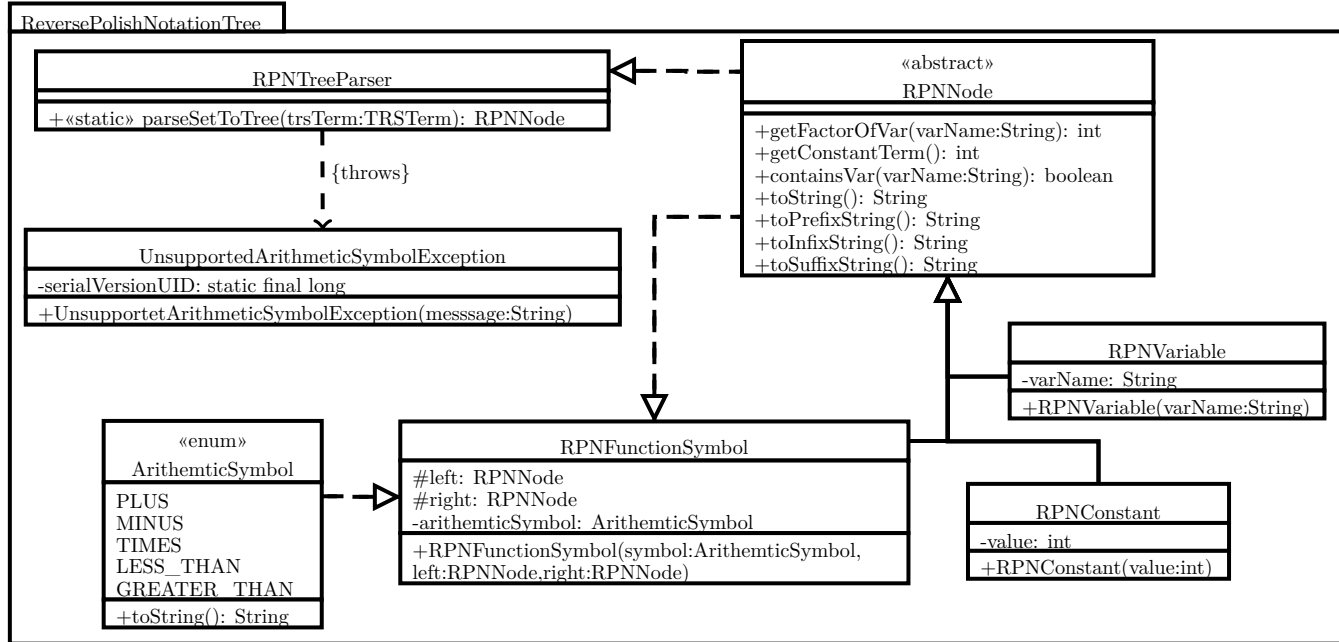 ReversePolishNotationTree
RPNTreeParser
+«static» parseSetToTree(trsTerm:TRSTerm): RPNNode
{throws}
UnsupportedArithmeticSymbolException
-serialVersionUID: static final long
+UnsupportetArithmeticSymbolException(messsage:String)
«abstract»
RPNNode
+getFactorOfVar(varName:String): int
+getConstantTerm(): int
+containsVar(varName:String): boolean
+toString(): String
+toPrefixString(): String
+toInfixString(): String
+toSuffixString(): String
RPNVariable
-varName: String
+RPNVariable(varName:String)
«enum»
ArithemticSymbol
PLUS
MINUS
TIMES
LESS_THAN
GREATER_THAN
+toString(): String
RPNFunctionSymbol
#left: RPNNode
#right: RPNNode
-arithemticSymbol: ArithemticSymbol
+RPNFunctionSymbol(symbol:ArithemticSymbol,
left:RPNNode,right:RPNNode)
RPNConstant
-value: int
+RPNConstant(value:int)